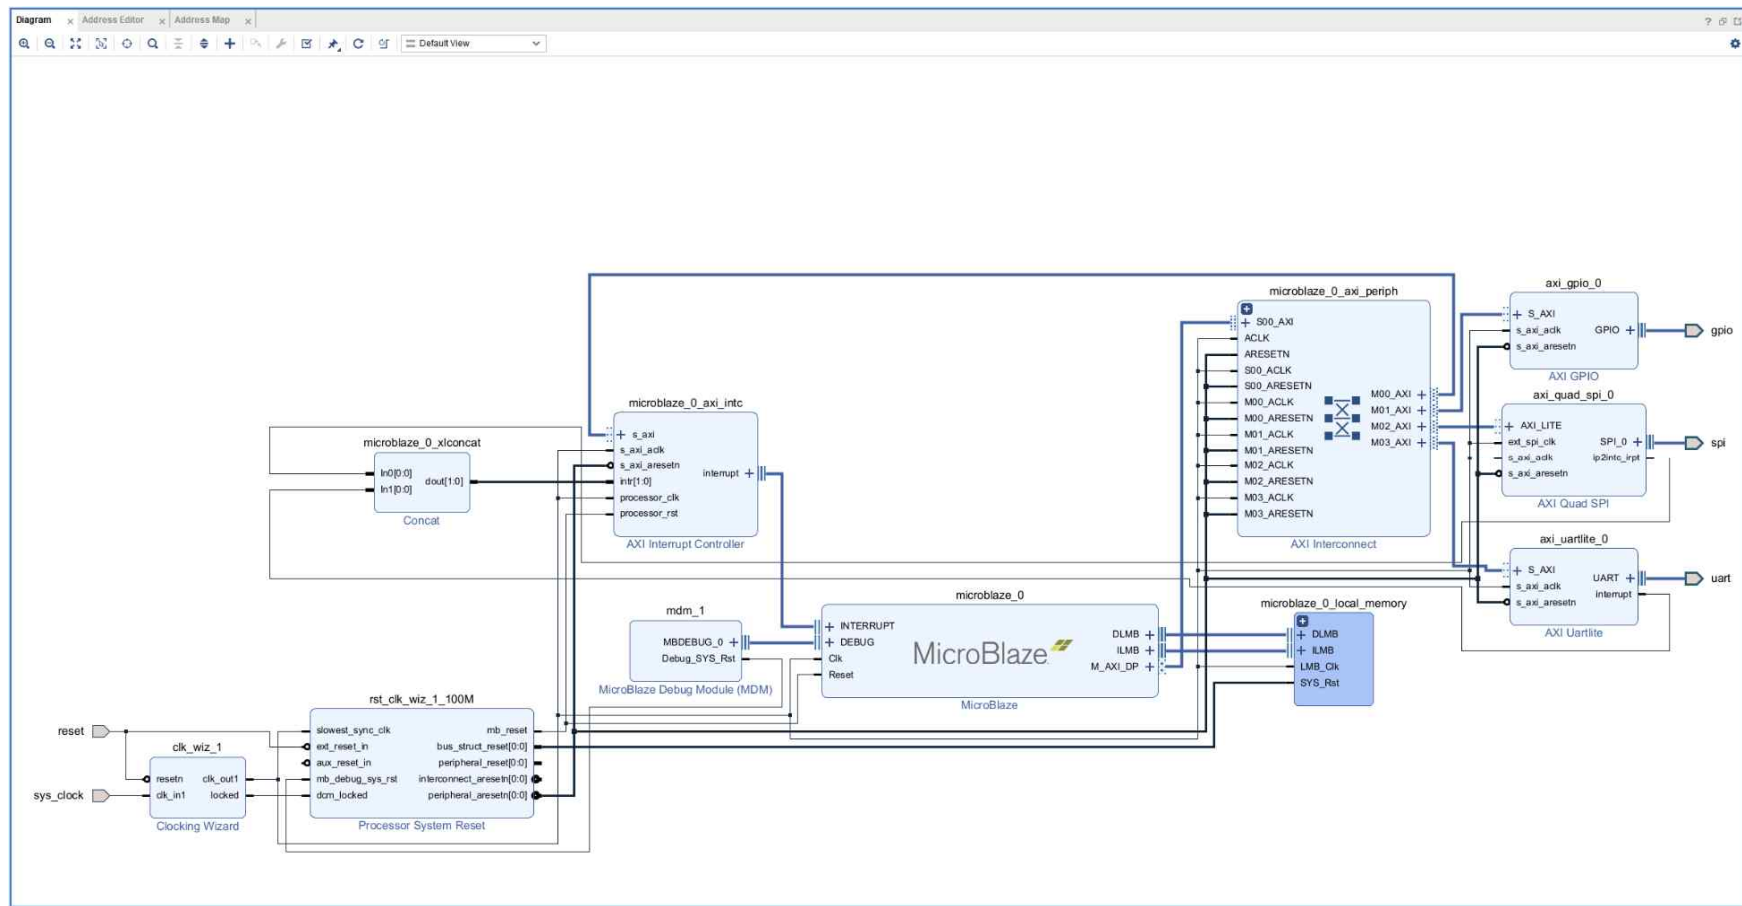 Diagram × Address Editor × Address Map ×
Default View
microblaze_0_axi_periph
S00_AXI
ACLK
ARESETN
S00_ACLK
S00_ARESETN
M00_ACLK
M00_ARESETN
M01_ACLK
M01_ARESETN
M02_ACLK
M02_ARESETN
M03_ACLK
M03_ARESETN
M00_AXI
M01_AXI
M02_AXI
M03_AXI
AXI Interconnect
axi_gpio_0
S_AXI
s_axi_aclk
s_axi_aresetn
GPIO
AXI GPIO
gpio
axi_quad_spi_0
AXI_LITE
ext_spi_clk
s_axi_aclk
s_axi_aresetn
SPI_0
ip2intc_irpt
AXI Quad SPI
spi
axi_uartlite_0
S_AXI
s_axi_aclk
s_axi_aresetn
UART
interrupt
AXI Uartlite
uart
microblaze_0_axi_intc
s_axi
s_axi_aclk
s_axi_aresetn
intr[1:0]
processor_clk
processor_rst
interrupt
AXI Interrupt Controller
microblaze_0_xlconcat
In0[0:0]
In1[0:0]
dout[1:0]
Concat
mdm_1
MBDEBUG_0
Debug_SYS_Rst
MicroBlaze Debug Module (MDM)
microblaze_0
INTERRUPT
DEBUG
Clk
Reset
MicroBlaze
DLMB
ILMB
M_AXI_DP
MicroBlaze
microblaze_0_local_memory
DLMB
ILMB
LMB_Clk
SYS_Rst
rst_clk_wiz_1_100M
slowest_sync_clk
ext_reset_in
aux_reset_in
mb_debug_sys_rst
dcm_locked
mb_reset
bus_struct_reset[0:0]
peripheral_reset[0:0]
interconnect_aresetn[0:0]
peripheral_aresetn[0:0]
Processor System Reset
reset
sys_clock
clk_wiz_1
resetn
clk_in1
clk_out1
locked
Clocking Wizard